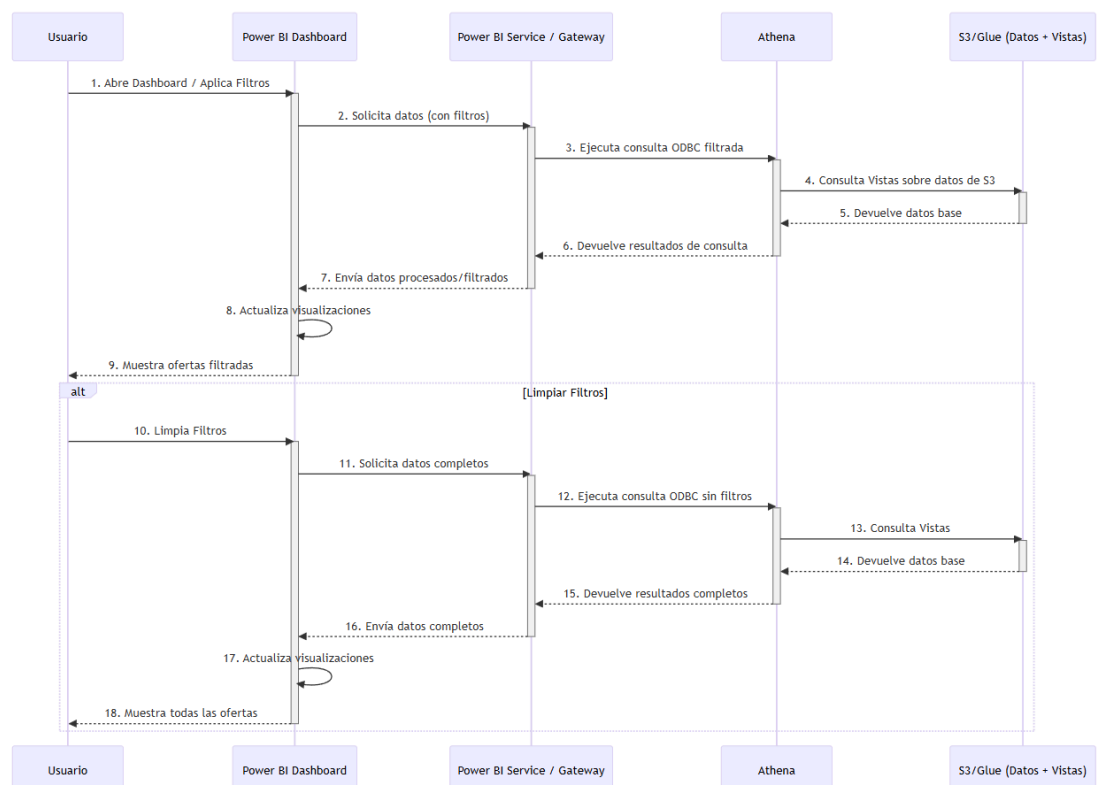 Usuario
Power BI Dashboard
Power BI Service / Gateway
Athena
S3/Glue (Datos + Vistas)
1. Abre Dashboard / Aplica Filtros
2. Solicita datos (con filtros)
3. Ejecuta consulta ODBC filtrada
4. Consulta Vistas sobre datos de S3
5. Devuelve datos base
6. Devuelve resultados de consulta
7. Envía datos procesados/filtrados
8. Actualiza visualizaciones
9. Muestra ofertas filtradas
alt
[Limpiar Filtros]
10. Limpia Filtros
11. Solicita datos completos
12. Ejecuta consulta ODBC sin filtros
13. Consulta Vistas
14. Devuelve datos base
15. Devuelve resultados completos
16. Envía datos completos
17. Actualiza visualizaciones
18. Muestra todas las ofertas
Usuario
Power BI Dashboard
Power BI Service / Gateway
Athena
S3/Glue (Datos + Vistas)